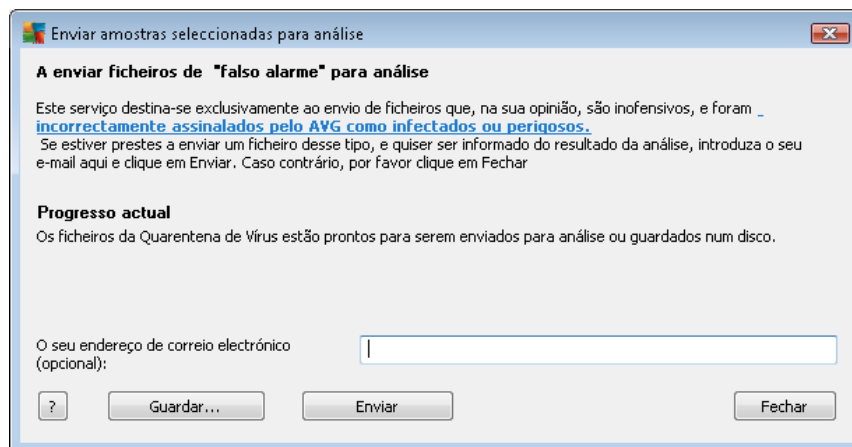 Enviar amostras seleccionadas para análise
A enviar ficheiros de "falso alarme" para análise
Este serviço destina-se exclusivamente ao envio de ficheiros que, na sua opinião, são inofensivos, e foram
incorrectamente assinalados pelo AVG como infectados ou perigosos.
Se estiver prestes a enviar um ficheiro desse tipo, e quiser ser informado do resultado da análise, introduza o seu
e-mail aqui e clique em Enviar. Caso contrário, por favor clique em Fechar
Progresso actual
Os ficheiros da Quarentena de Vírus estão prontos para serem enviados para análise ou guardados num disco.
O seu endereço de correio electrónico
(opcional):
? Guardar... Enviar Fechar